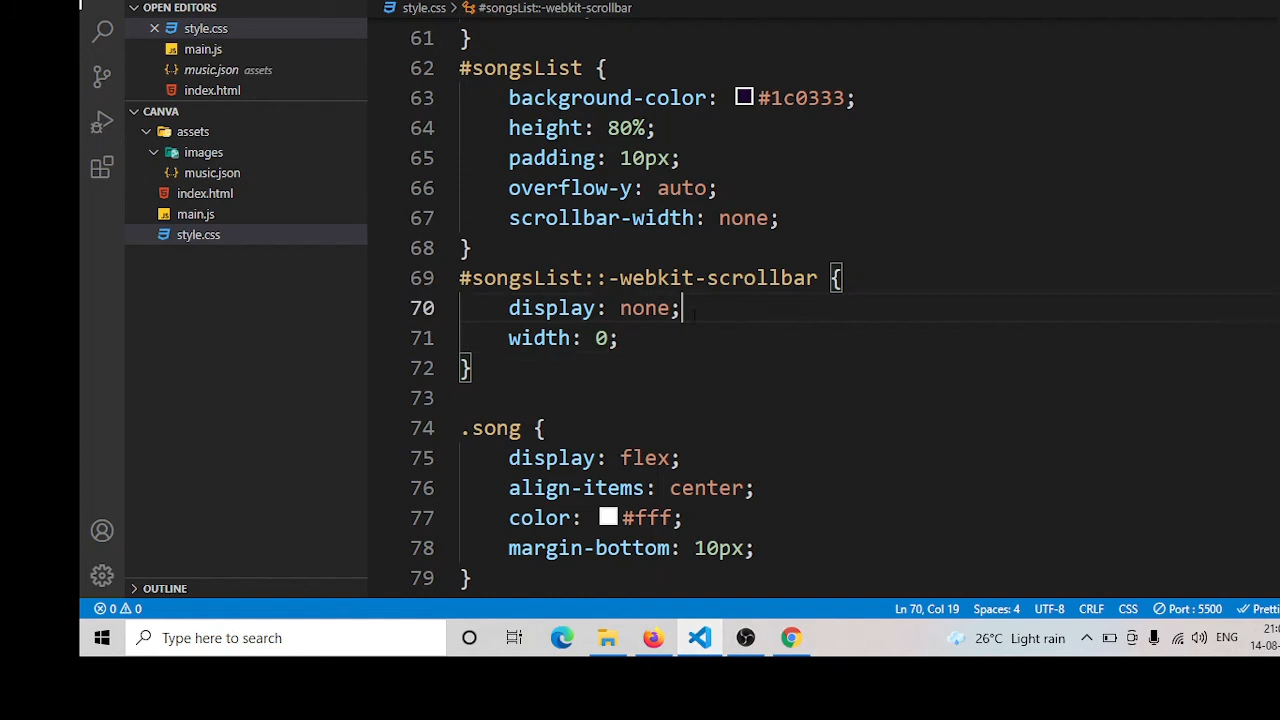 OPEN EDITORS
style.css
main.js
music.json assets
index.html
CANVA
assets
images
music.json
index.html
main.js
style.css
OUTLINE
style.css > #songsList::-webkit-scrollbar
61 }
62 #songsList {
63 background-color: #1c0333;
64 height: 80%;
65 padding: 10px;
66 overflow-y: auto;
67 scrollbar-width: none;
68 }
69 #songsList::-webkit-scrollbar {
70 display: none;
71 width: 0;
72 }
73
74 .song {
75 display: flex;
76 align-items: center;
77 color: #fff;
78 margin-bottom: 10px;
79 }
0 0 Ln 70, Col 19 Spaces: 4 UTF-8 CRLF CSS Port : 5500
Type here to search 26°C Light rain ENG